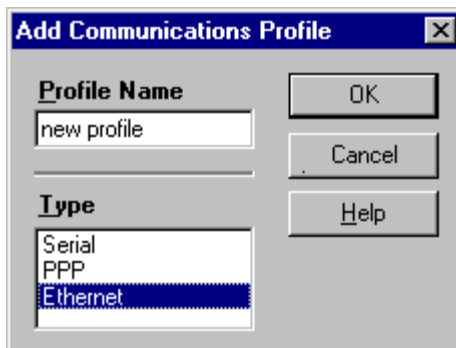 Add Communications Profile
Profile Name
new profile
OK
Cancel
Help
Type
Serial
PPP
Ethernet